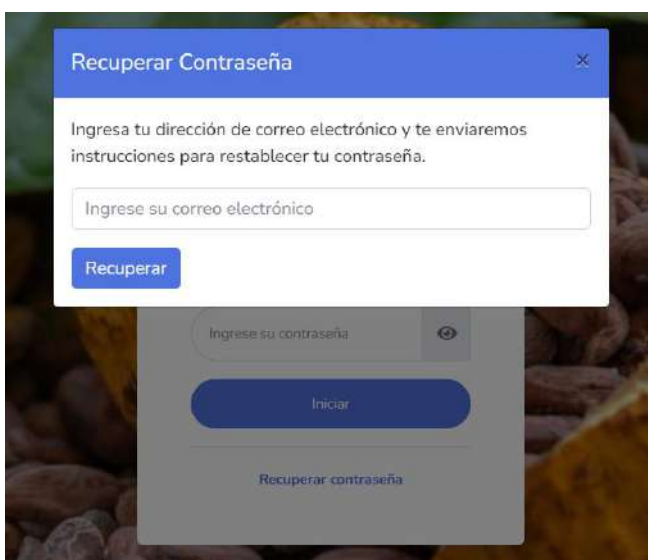 Recuperar Contraseña
×
Ingresa tu dirección de correo electrónico y te enviaremos
instrucciones para restablecer tu contraseña.
Ingrese su correo electrónico
Recuperar
Ingrese su contraseña
Iniciar
Recuperar contraseña